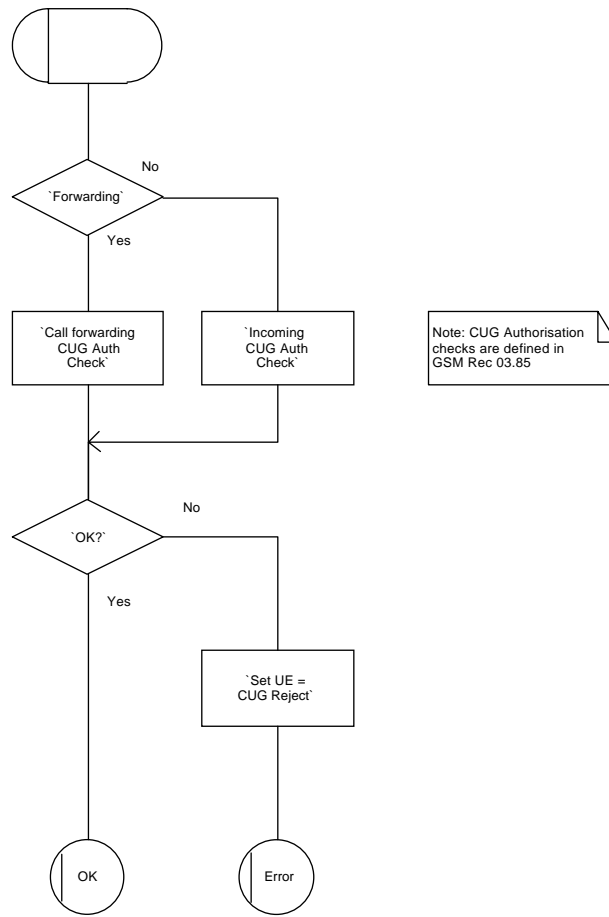 No
`Forwarding`
Yes
`Call forwarding
CUG Auth
Check`
`Incoming
CUG Auth
Check`
Note: CUG Authorisation
checks are defined in
GSM Rec 03.85
No
`OK?`
Yes
`Set UE =
CUG Reject`
OK
Error